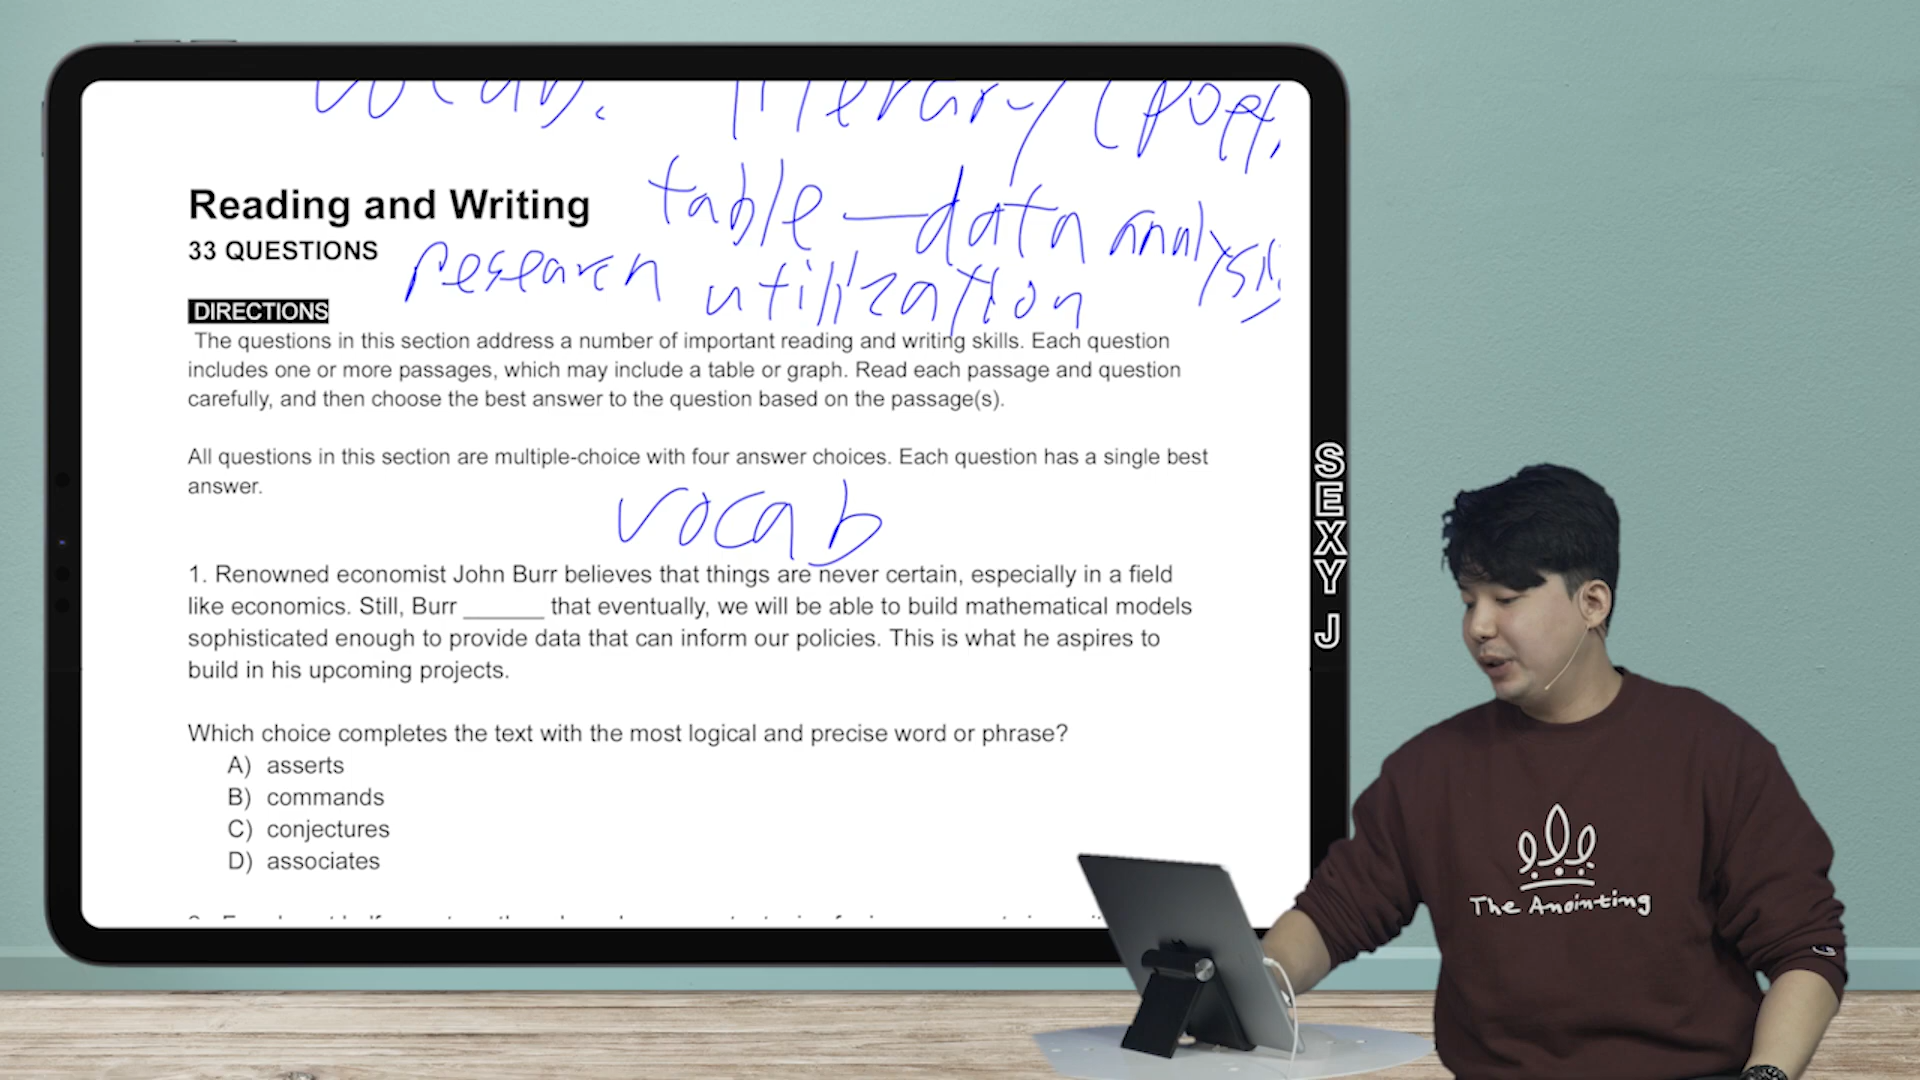 vocab. literary (poet,
Reading and Writing
table - data analysis
33 QUESTIONS
research utilization
DIRECTIONS
The questions in this section address a number of important reading and writing skills. Each question
includes one or more passages, which may include a table or graph. Read each passage and question
carefully, and then choose the best answer to the question based on the passage(s).
All questions in this section are multiple-choice with four answer choices. Each question has a single best
answer.
vocab
1. Renowned economist John Burr believes that things are never certain, especially in a field
like economics. Still, Burr ______ that eventually, we will be able to build mathematical models
sophisticated enough to provide data that can inform our policies. This is what he aspires to
build in his upcoming projects.
Which choice completes the text with the most logical and precise word or phrase?
A) asserts
B) commands
C) conjectures
D) associates
SEXY J
The Anointing